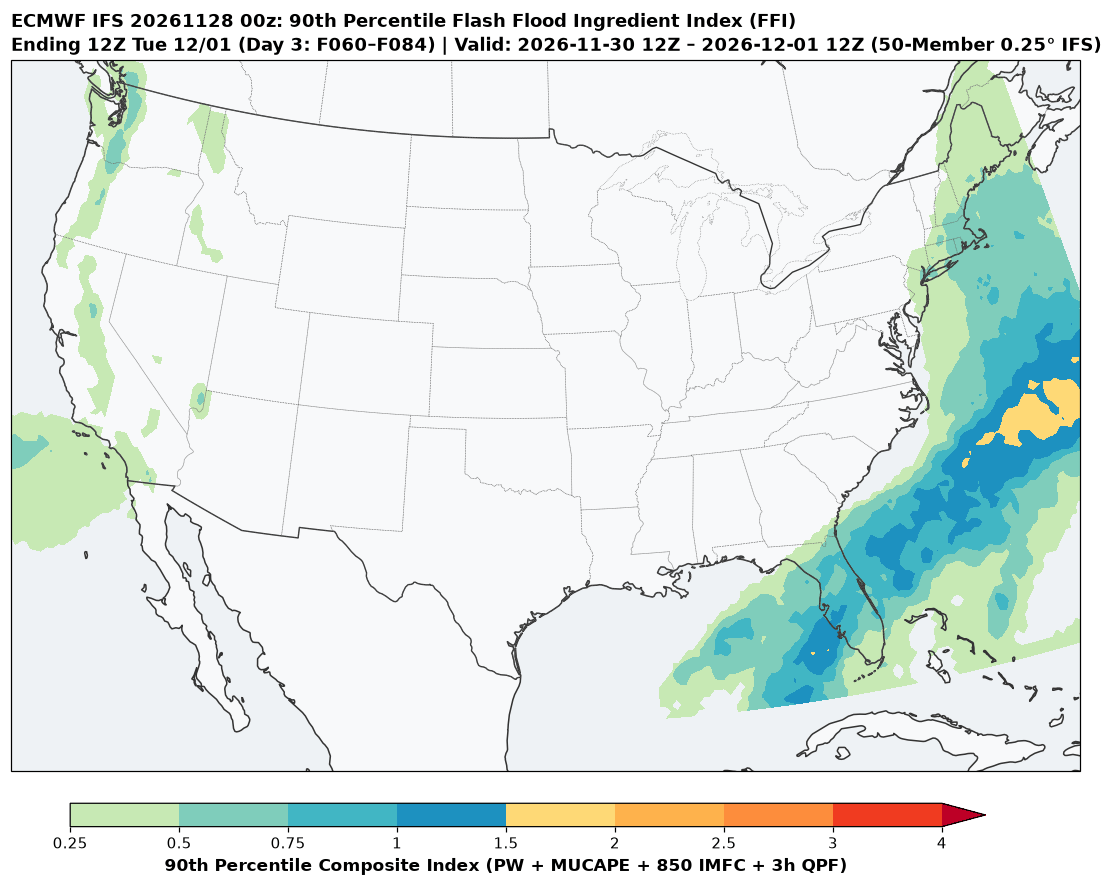 ECMWF IFS 20261128 00z: 90th Percentile Flash Flood Ingredient Index (FFI)
Ending 12Z Tue 12/01 (Day 3: F060–F084) | Valid: 2026-11-30 12Z – 2026-12-01 12Z (50-Member 0.25° IFS)
0.25 0.5 0.75 1 1.5 2 2.5 3 4
90th Percentile Composite Index (PW + MUCAPE + 850 IMFC + 3h QPF)